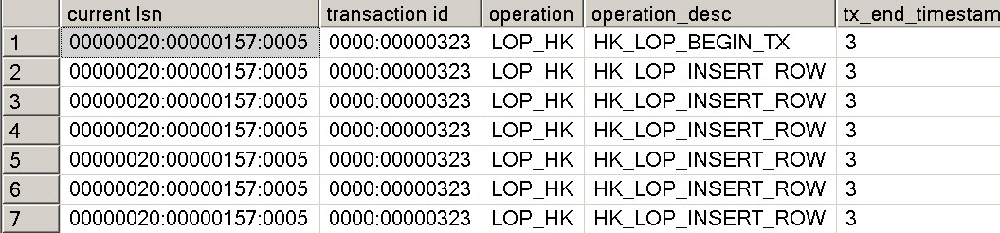 current lsn transaction id operation operation_desc tx_end_timestam
1 00000020:00000157:0005 0000:00000323 LOP_HK HK_LOP_BEGIN_TX 3
2 00000020:00000157:0005 0000:00000323 LOP_HK HK_LOP_INSERT_ROW 3
3 00000020:00000157:0005 0000:00000323 LOP_HK HK_LOP_INSERT_ROW 3
4 00000020:00000157:0005 0000:00000323 LOP_HK HK_LOP_INSERT_ROW 3
5 00000020:00000157:0005 0000:00000323 LOP_HK HK_LOP_INSERT_ROW 3
6 00000020:00000157:0005 0000:00000323 LOP_HK HK_LOP_INSERT_ROW 3
7 00000020:00000157:0005 0000:00000323 LOP_HK HK_LOP_INSERT_ROW 3